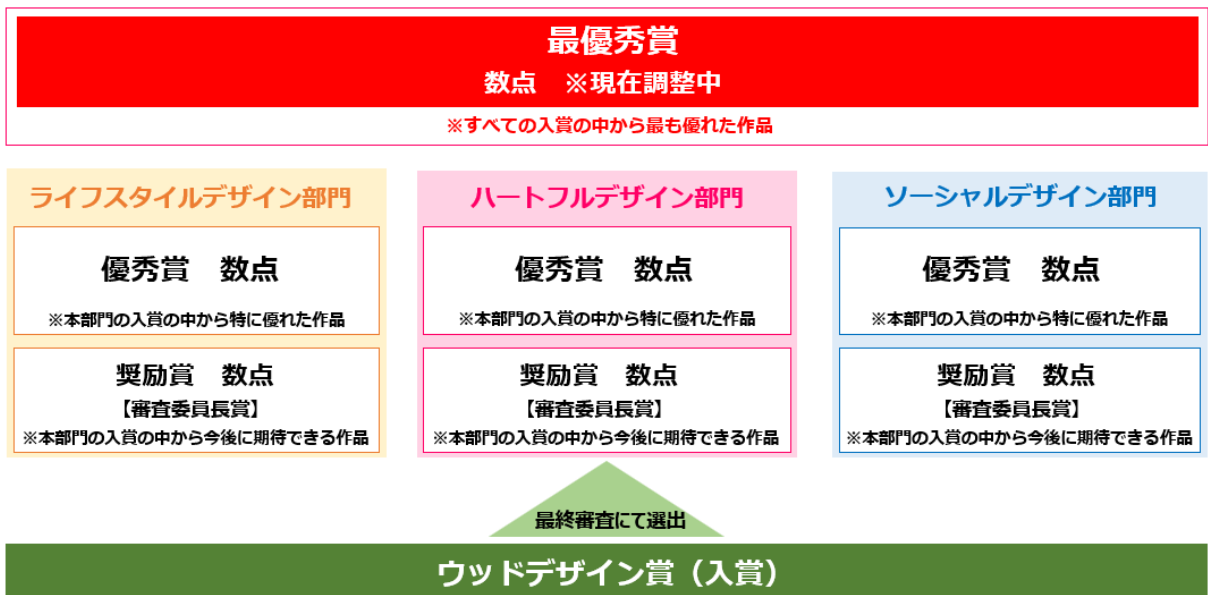 最優秀賞
数点　※現在調整中
※すべての入賞の中から最も優れた作品
ライフスタイルデザイン部門
優秀賞　数点
※本部門の入賞の中から特に優れた作品
奨励賞　数点
【審査委員長賞】
※本部門の入賞の中から今後に期待できる作品
ハートフルデザイン部門
優秀賞　数点
※本部門の入賞の中から特に優れた作品
奨励賞　数点
【審査委員長賞】
※本部門の入賞の中から今後に期待できる作品
ソーシャルデザイン部門
優秀賞　数点
※本部門の入賞の中から特に優れた作品
奨励賞　数点
【審査委員長賞】
※本部門の入賞の中から今後に期待できる作品
最終審査にて選出
ウッドデザイン賞（入賞）